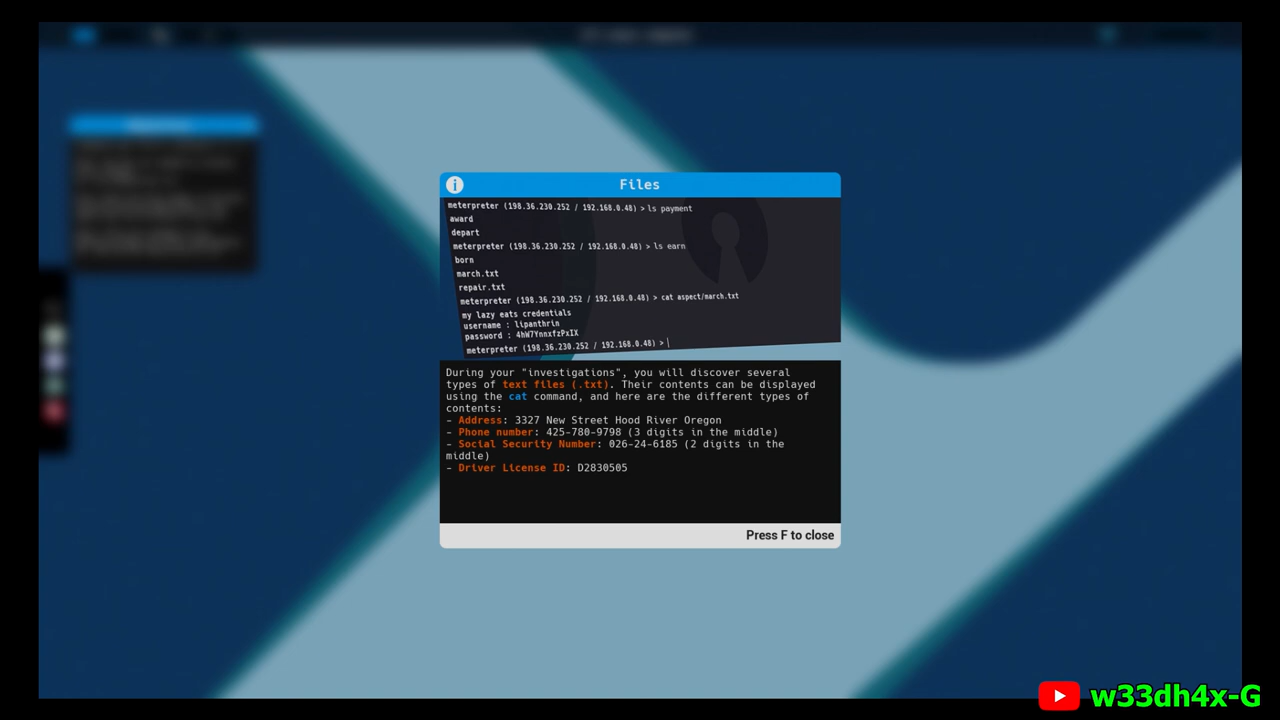 Files
meterpreter (198.36.230.252 / 192.168.0.48) > ls payment
award
depart
meterpreter (198.36.230.252 / 192.168.0.48) > ls earn
born
march.txt
repair.txt
meterpreter (198.36.230.252 / 192.168.0.48) > cat aspect/march.txt
my lazy eats credentials
username : lipanthrin
password : 4hW7YnnxfzPxIX
meterpreter (198.36.230.252 / 192.168.0.48) >
During your "investigations", you will discover several
types of text files (.txt). Their contents can be displayed
using the cat command, and here are the different types of
contents:
- Address: 3327 New Street Hood River Oregon
- Phone number: 425-780-9798 (3 digits in the middle)
- Social Security Number: 026-24-6185 (2 digits in the
middle)
- Driver License ID: D2830505
Press F to close
w33dh4x-G